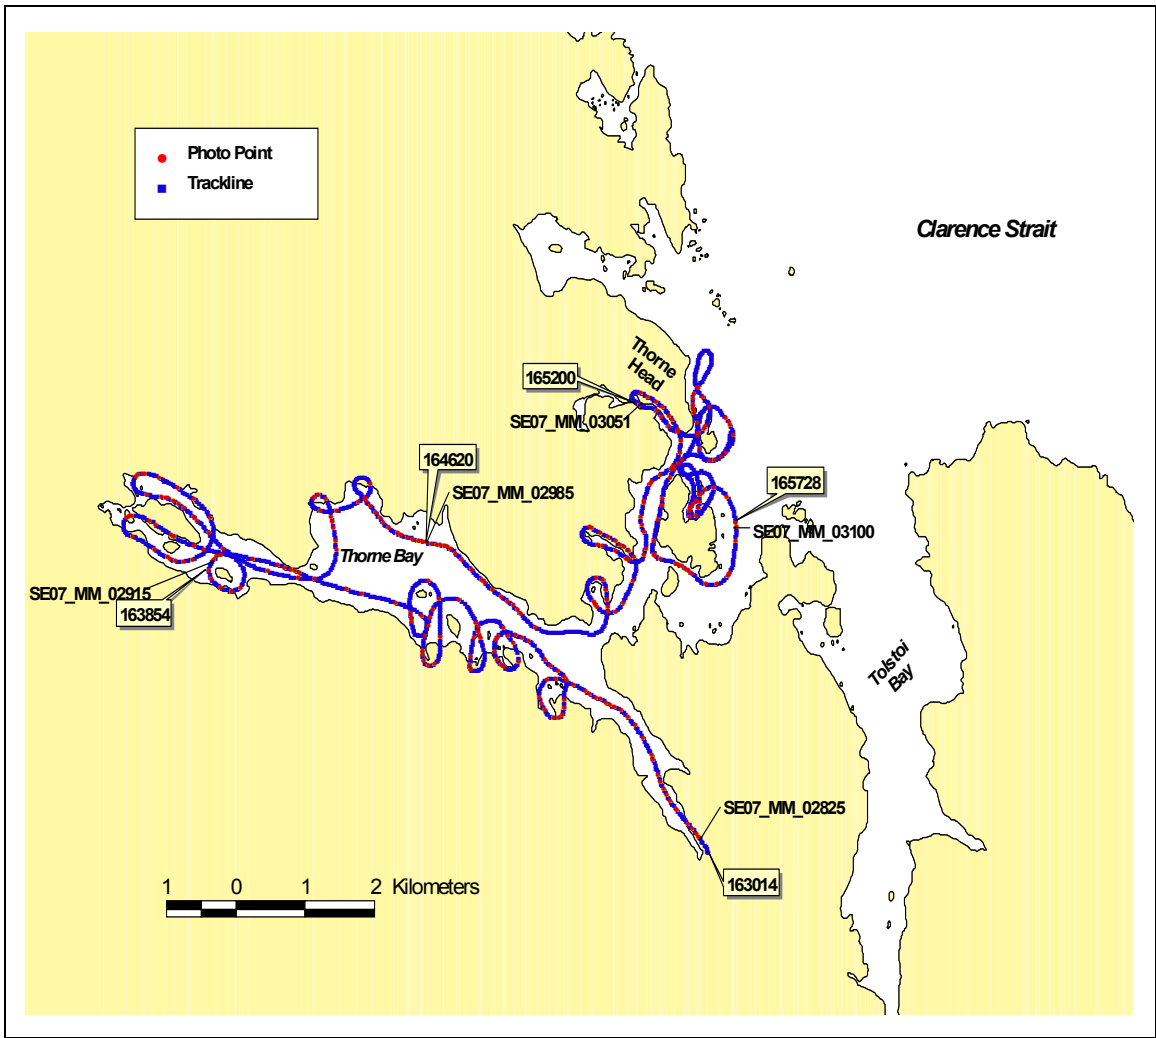 Photo Point
Trackline
Clarence Strait
Thorne
Head
165200
SE07_MM_03051
164620
SE07_MM_02985
165728
SE07_MM_03100
Thorne Bay
SE07_MM_02915
163854
Tolstoi
Bay
SE07_MM_02825
163014
1 0 1 2 Kilometers